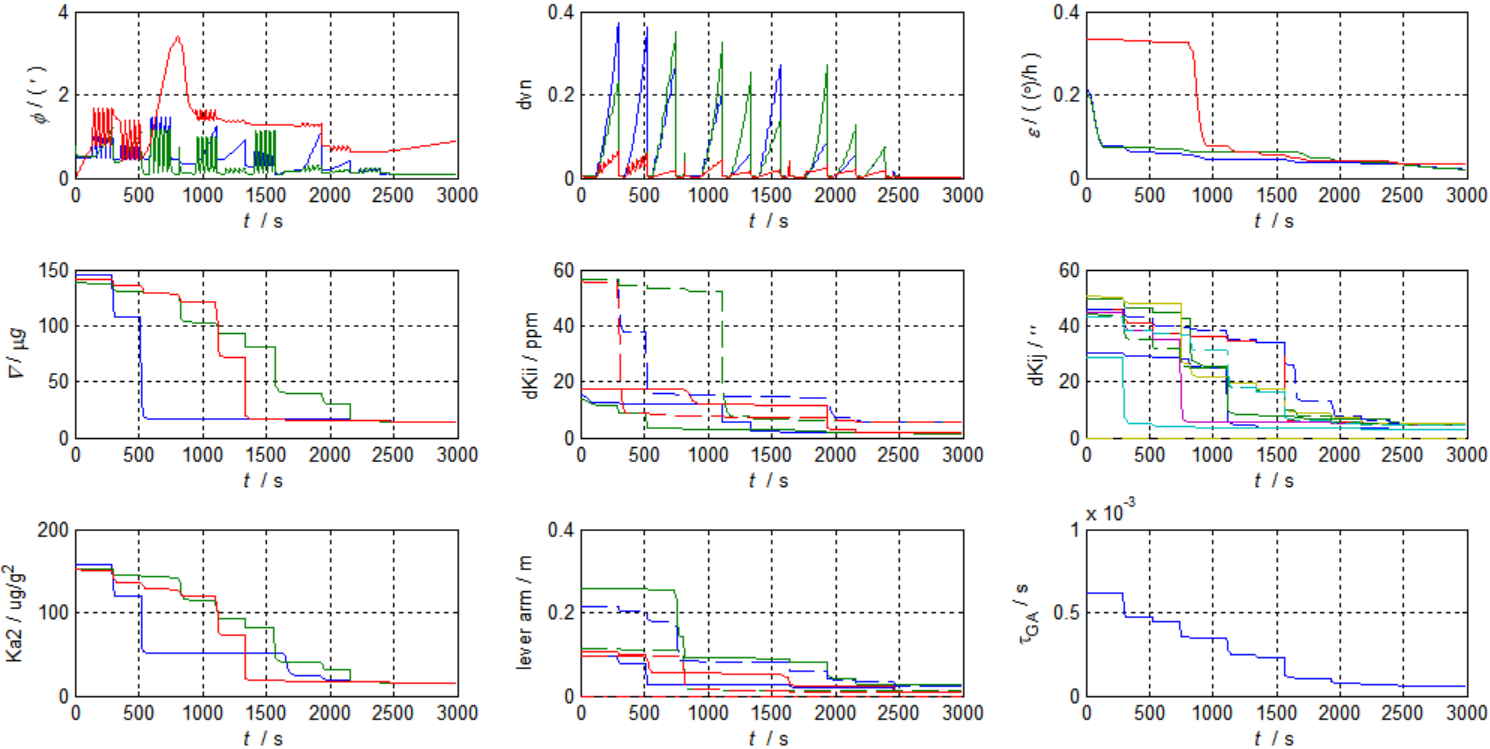 4
2
0
ϕ / ( ′ )
0 500 1000 1500 2000 2500 3000
t / s
0.4
0.2
0
dvn
0 500 1000 1500 2000 2500 3000
t / s
0.4
0.2
0
ε / ( (°)/h )
0 500 1000 1500 2000 2500 3000
t / s
150
100
50
0
∇ / μg
0 500 1000 1500 2000 2500 3000
t / s
60
40
20
0
dKii / ppm
0 500 1000 1500 2000 2500 3000
t / s
60
40
20
0
dKij / ′′
0 500 1000 1500 2000 2500 3000
t / s
200
100
0
Ka2 / ug/g²
0 500 1000 1500 2000 2500 3000
t / s
0.4
0.2
0
lever arm / m
0 500 1000 1500 2000 2500 3000
t / s
x 10⁻³
1
0.5
0
τGA / s
0 500 1000 1500 2000 2500 3000
t / s